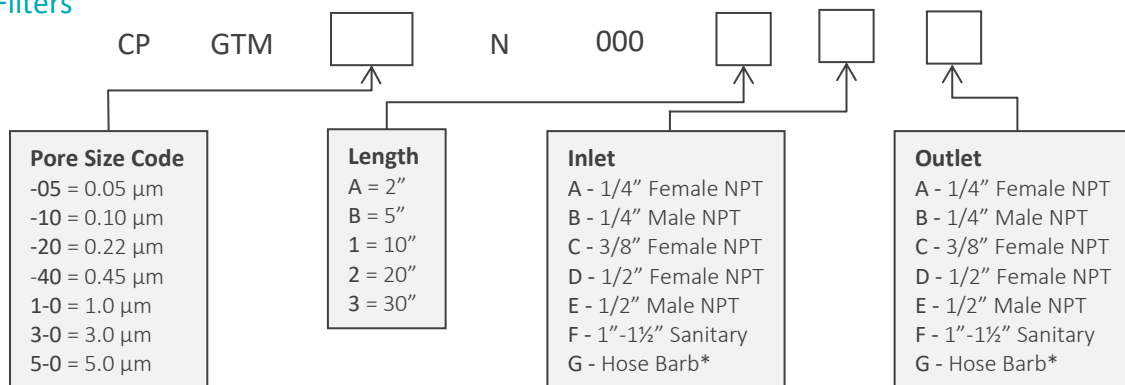 Filters
CP GTM N 000
Pore Size Code
-05 = 0.05 µm
-10 = 0.10 µm
-20 = 0.22 µm
-40 = 0.45 µm
1-0 = 1.0 µm
3-0 = 3.0 µm
5-0 = 5.0 µm
Length
A = 2”
B = 5”
1 = 10”
2 = 20”
3 = 30”
Inlet
A - 1/4” Female NPT
B - 1/4” Male NPT
C - 3/8” Female NPT
D - 1/2” Female NPT
E - 1/2” Male NPT
F - 1”-1½” Sanitary
G - Hose Barb*
Outlet
A - 1/4” Female NPT
B - 1/4” Male NPT
C - 3/8” Female NPT
D - 1/2” Female NPT
E - 1/2” Male NPT
F - 1”-1½” Sanitary
G - Hose Barb*